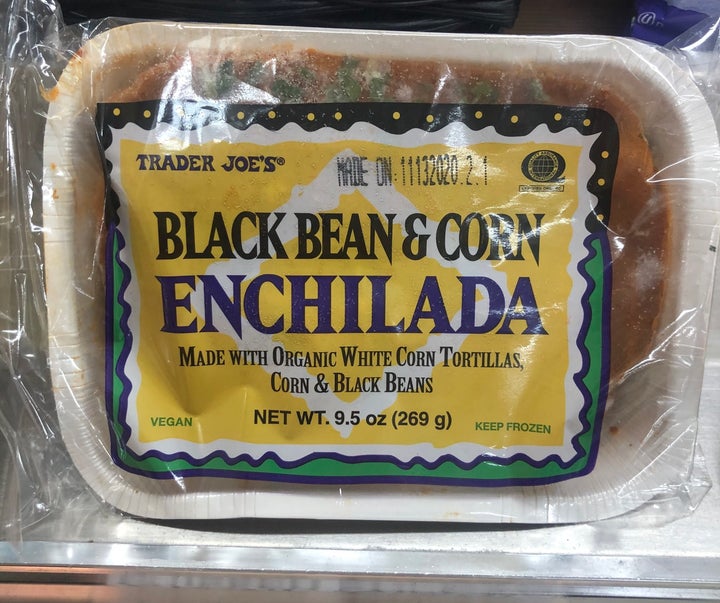 TRADER JOE'S®
MADE ON:11132020.2.1
BLACK BEAN & CORN
ENCHILADA
MADE WITH ORGANIC WHITE CORN TORTILLAS,
CORN & BLACK BEANS
NET WT. 9.5 oz (269 g)
VEGAN
KEEP FROZEN